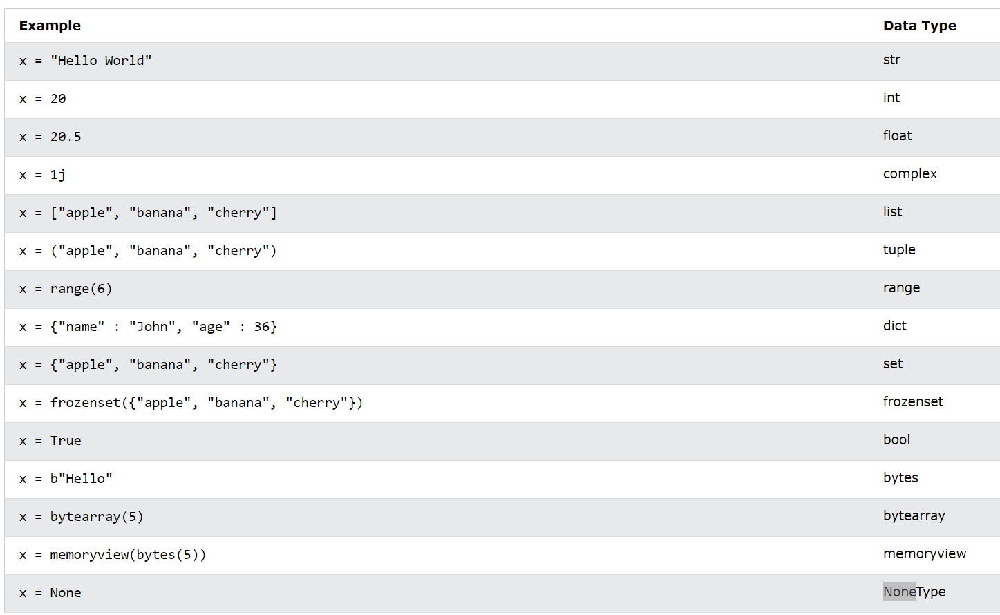 Example Data Type
x = "Hello World" str
x = 20 int
x = 20.5 float
x = 1j complex
x = ["apple", "banana", "cherry"] list
x = ("apple", "banana", "cherry") tuple
x = range(6) range
x = {"name" : "John", "age" : 36} dict
x = {"apple", "banana", "cherry"} set
x = frozenset({"apple", "banana", "cherry"}) frozenset
x = True bool
x = b"Hello" bytes
x = bytearray(5) bytearray
x = memoryview(bytes(5)) memoryview
x = None NoneType